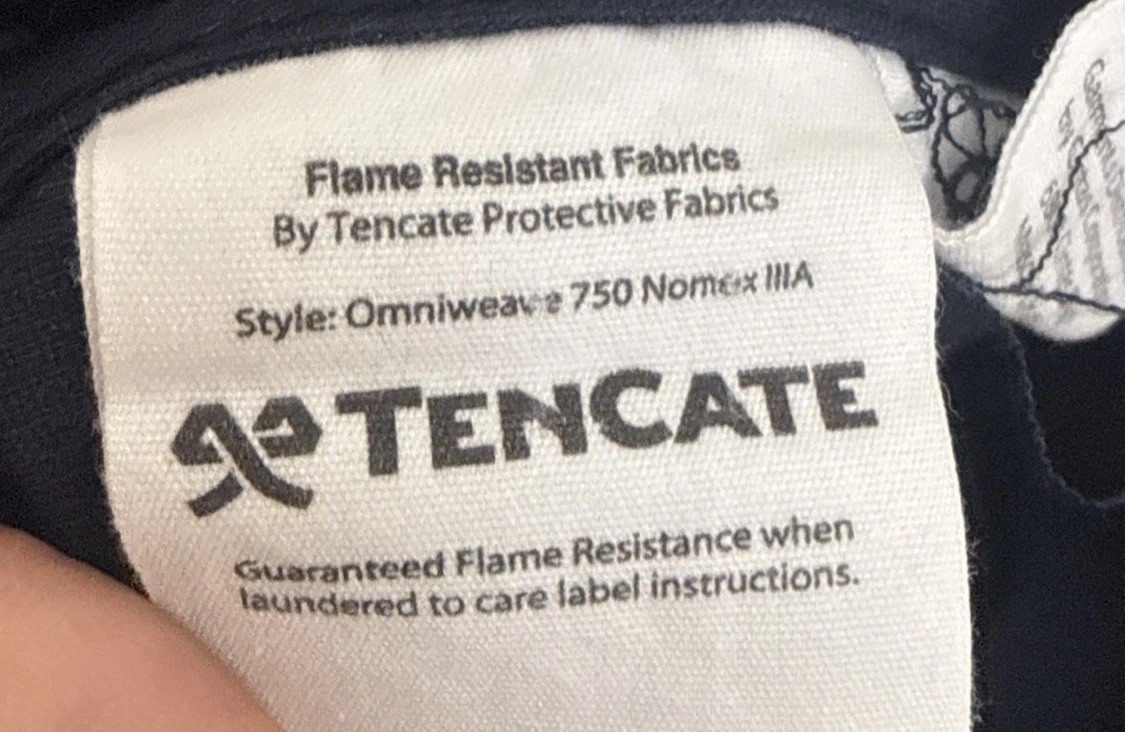 Flame Resistant Fabrics
By Tencate Protective Fabrics
Style: Omniweave 750 Nomex IIIA
TENCATE
Guaranteed Flame Resistance when
laundered to care label instructions.